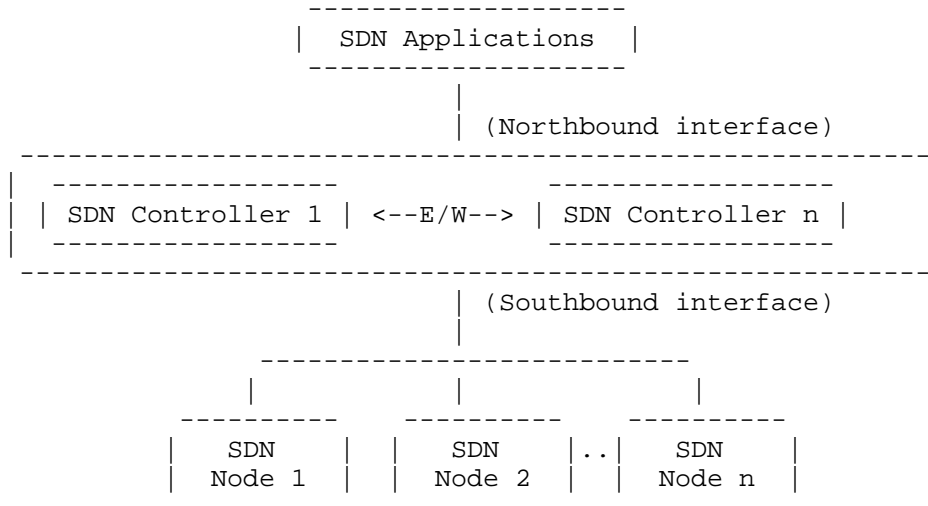 SDN Applications
(Northbound interface)
SDN Controller 1 <--E/W--> SDN Controller n
(Southbound interface)
SDN SDN .. SDN
Node 1 Node 2 Node n